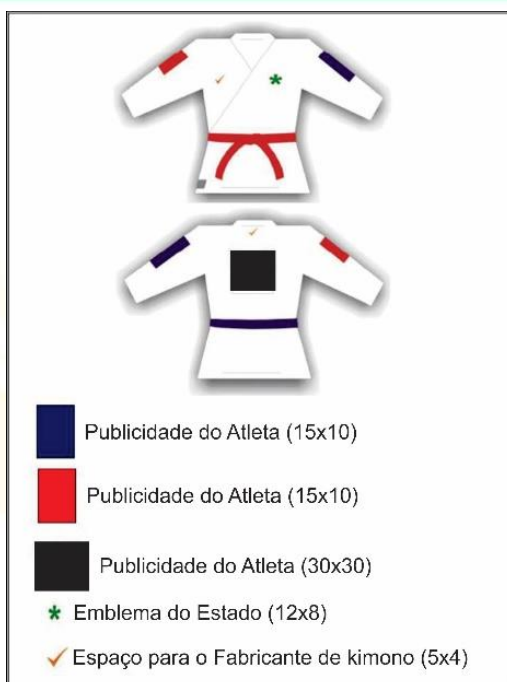 Publicidade do Atleta (15x10)
Publicidade do Atleta (15x10)
Publicidade do Atleta (30x30)
Emblema do Estado (12x8)
Espaço para o Fabricante de kimono (5x4)